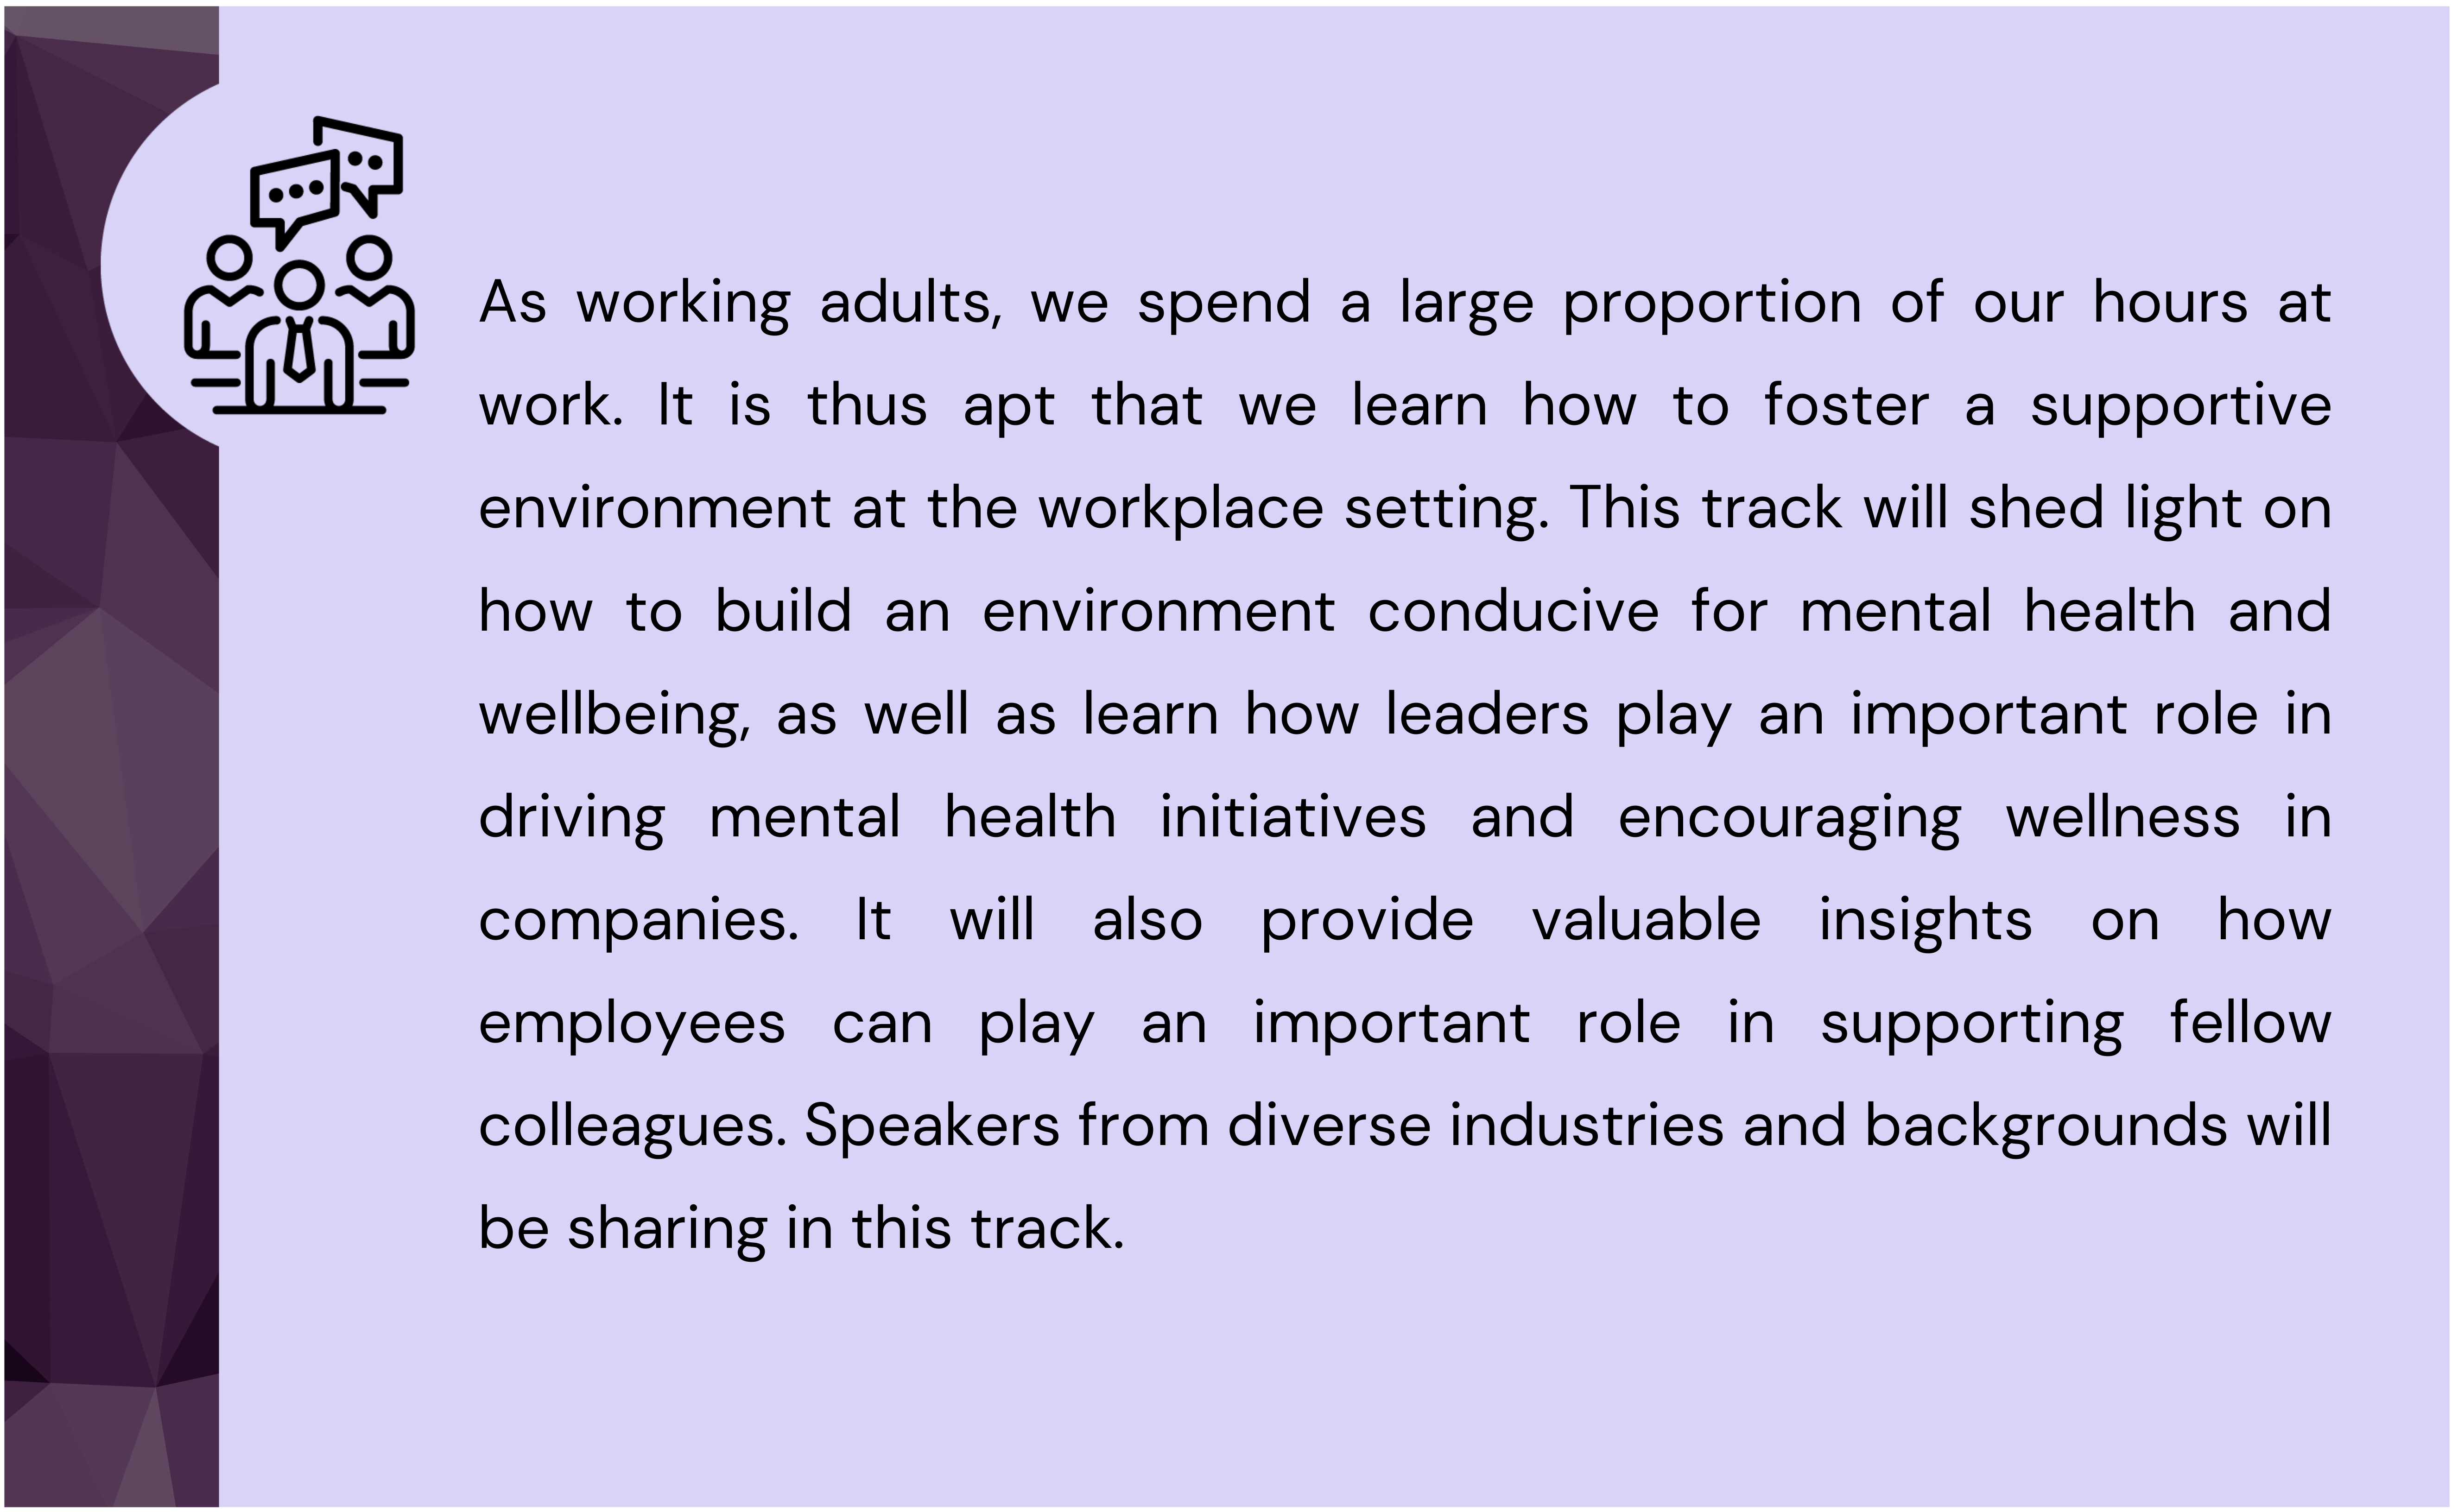 As working adults, we spend a large proportion of our hours at
work. It is thus apt that we learn how to foster a supportive
environment at the workplace setting. This track will shed light on
how to build an environment conducive for mental health and
wellbeing, as well as learn how leaders play an important role in
driving mental health initiatives and encouraging wellness in
companies. It will also provide valuable insights on how
employees can play an important role in supporting fellow
colleagues. Speakers from diverse industries and backgrounds will
be sharing in this track.